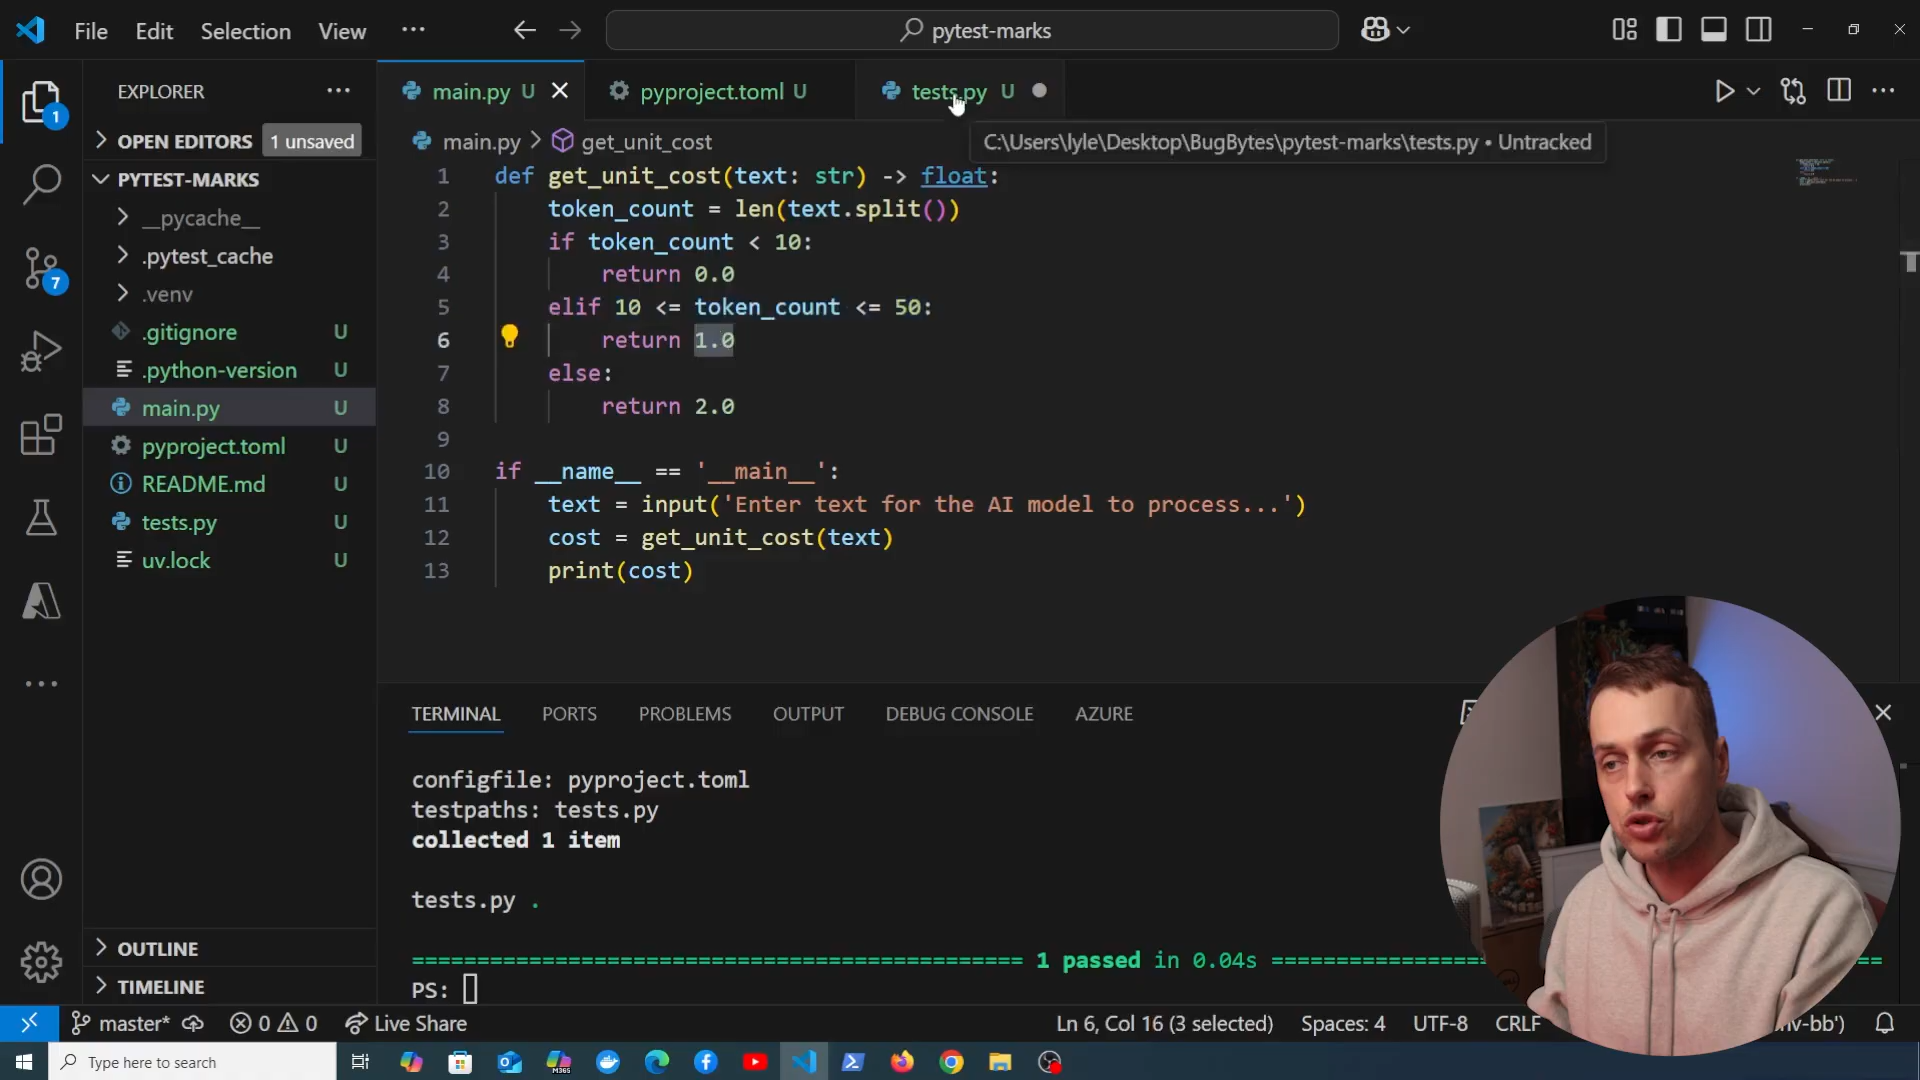 File Edit Selection View ... pytest-marks
EXPLORER
main.py U
pyproject.toml U
tests.py U
OPEN EDITORS 1 unsaved
main.py > get_unit_cost
C:\Users\lyle\Desktop\BugBytes\pytest-marks\tests.py • Untracked
PYTEST-MARKS
__pycache__
.pytest_cache
.venv
.gitignore U
.python-version U
main.py U
pyproject.toml U
README.md U
tests.py U
uv.lock U
OUTLINE
TIMELINE
1
7
1 def get_unit_cost(text: str) -> float:
2 token_count = len(text.split())
3 if token_count < 10:
4 return 0.0
5 elif 10 <= token_count <= 50:
6 return 1.0
7 else:
8 return 2.0
9
10 if __name__ == '__main__':
11 text = input('Enter text for the AI model to process...')
12 cost = get_unit_cost(text)
13 print(cost)
TERMINAL PORTS PROBLEMS OUTPUT DEBUG CONSOLE AZURE
configfile: pyproject.toml
testpaths: tests.py
collected 1 item
tests.py .
1 passed in 0.04s
PS:
master* 0 0 Live Share Ln 6, Col 16 (3 selected) Spaces: 4 UTF-8 CRLF
Type here to search
M365